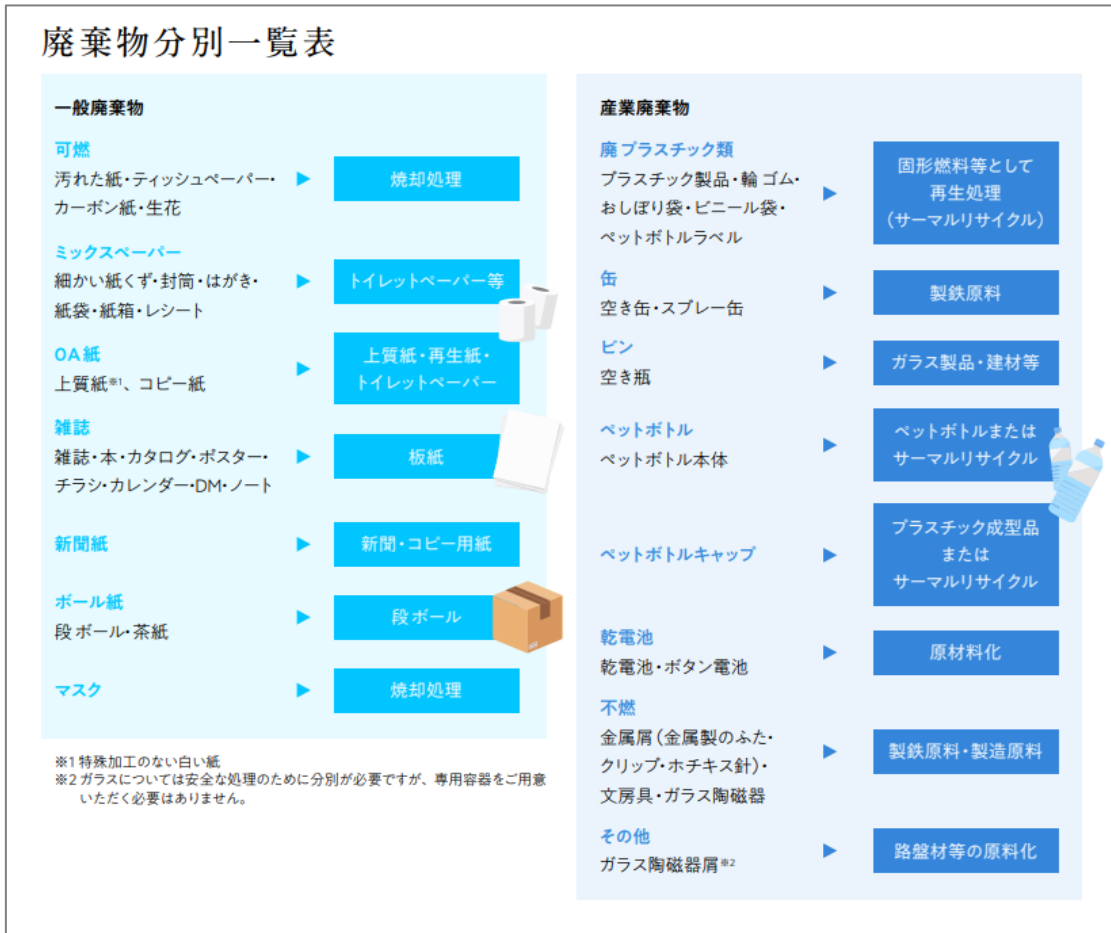 廃棄物分別一覧表
一般廃棄物
可燃
汚れた紙・ティッシュペーパー・
カーボン紙・生花
焼却処理
ミックスペーパー
細かい紙くず・封筒・はがき・
紙袋・紙箱・レシート
トイレットペーパー等
OA紙
上質紙※1、コピー紙
上質紙・再生紙・
トイレットペーパー
雑誌
雑誌・本・カタログ・ポスター・
チラシ・カレンダー・DM・ノート
板紙
新聞紙
新聞・コピー用紙
ボール紙
段ボール・茶紙
段ボール
マスク
焼却処理
※1 特殊加工のない白い紙
※2 ガラスについては安全な処理のために分別が必要ですが、専用容器をご用意
いただく必要はありません。
産業廃棄物
廃プラスチック類
プラスチック製品・輪ゴム・
おしぼり袋・ビニール袋・
ペットボトルラベル
固形燃料等として
再生処理
(サーマルリサイクル)
缶
空き缶・スプレー缶
製鉄原料
ビン
空き瓶
ガラス製品・建材等
ペットボトル
ペットボトル本体
ペットボトルまたは
サーマルリサイクル
ペットボトルキャップ
プラスチック成型品
または
サーマルリサイクル
乾電池
乾電池・ボタン電池
原材料化
不燃
金属屑(金属製のふた・
クリップ・ホチキス針)・
文房具・ガラス陶磁器
製鉄原料・製造原料
その他
ガラス陶磁器屑※2
路盤材等の原料化